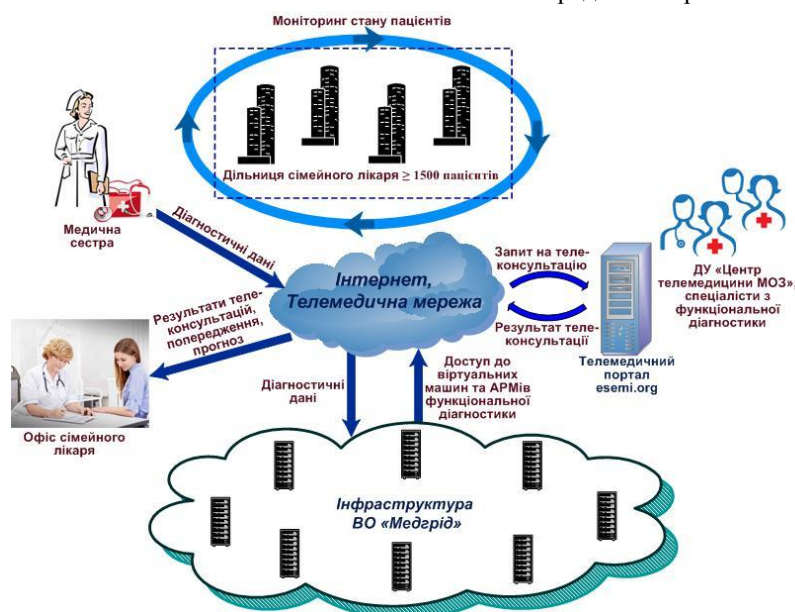 Моніторинг стану пацієнтів
Дільниця сімейного лікаря ≥ 1500 пацієнтів
Медична
сестра
Діагностичні дані
Інтернет,
Телемедична мережа
Запит на теле-
консультацію
Результат теле-
консультації
ДУ «Центр
телемедицини МОЗ»,
спеціалісти з
функціональної
діагностики
Телемедичний
портал
esemi.org
Результати теле-
консультацій,
попередження,
прогноз
Офіс сімейного
лікаря
Діагностичні
дані
Доступ до
віртуальних
машин та АРМів
функціональної
діагностики
Інфраструктура
ВО «Медгрід»